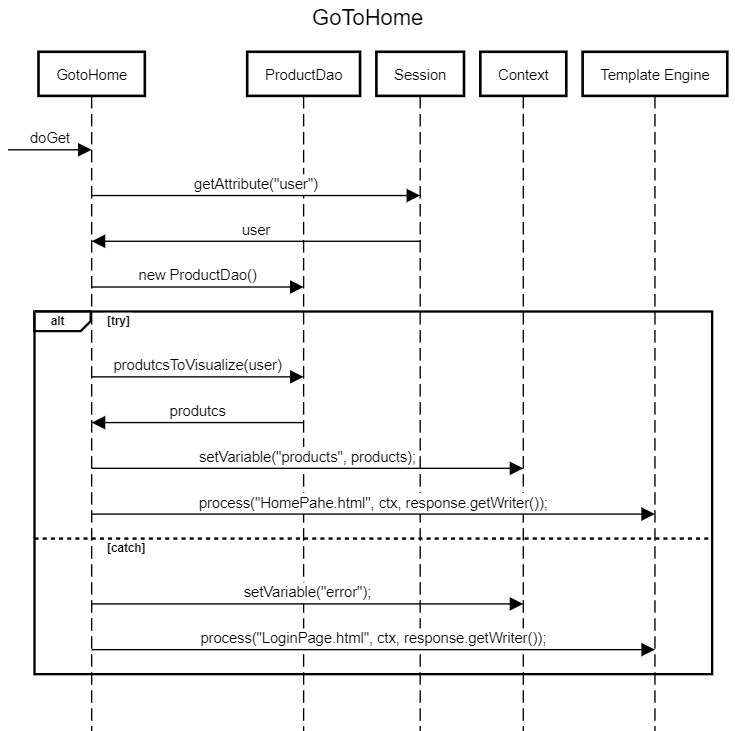 GoToHome
GotoHome
ProductDao
Session
Context
Template Engine
doGet
getAttribute("user")
user
new ProductDao()
alt
[try]
produtcsToVisualize(user)
produtcs
setVariable("products", products);
process("HomePahe.html", ctx, response.getWriter());
[catch]
setVariable("error");
process("LoginPage.html", ctx, response.getWriter());